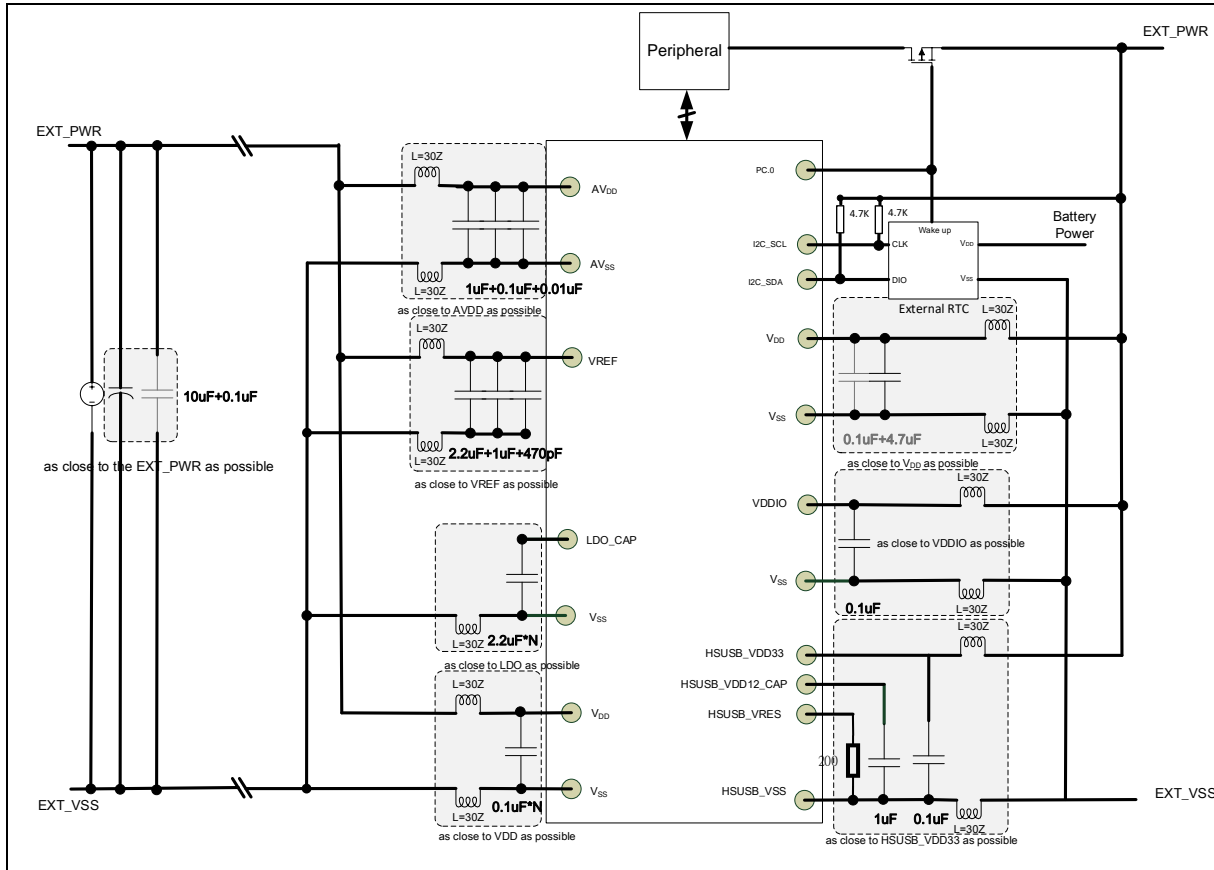 EXT_PWR
Peripheral
EXT_PWR
L=30Z
AVDD
AVSS
L=30Z
1uF+0.1uF+0.01uF
as close to AVDD as possible
L=30Z
VREF
L=30Z
2.2uF+1uF+470pF
as close to VREF as possible
10uF+0.1uF
as close to the EXT_PWR as possible
LDO_CAP
VSS
L=30Z
2.2uF*N
as close to LDO as possible
L=30Z
VDD
VSS
L=30Z
0.1uF*N
as close to VDD as possible
EXT_VSS
PC.0
4.7K
4.7K
Battery
Power
Wake up
I2C_SCL
CLK
VDD
I2C_SDA
DIO
VSS
External RTC
L=30Z
VDD
VSS
L=30Z
0.1uF+4.7uF
as close to VDD as possible
L=30Z
VDDIO
as close to VDDIO as possible
VSS
0.1uF
L=30Z
HSUSB_VDD33
L=30Z
HSUSB_VDD12_CAP
HSUSB_VRES
200
HSUSB_VSS
1uF
0.1uF
L=30Z
as close to HSUSB_VDD33 as possible
EXT_VSS